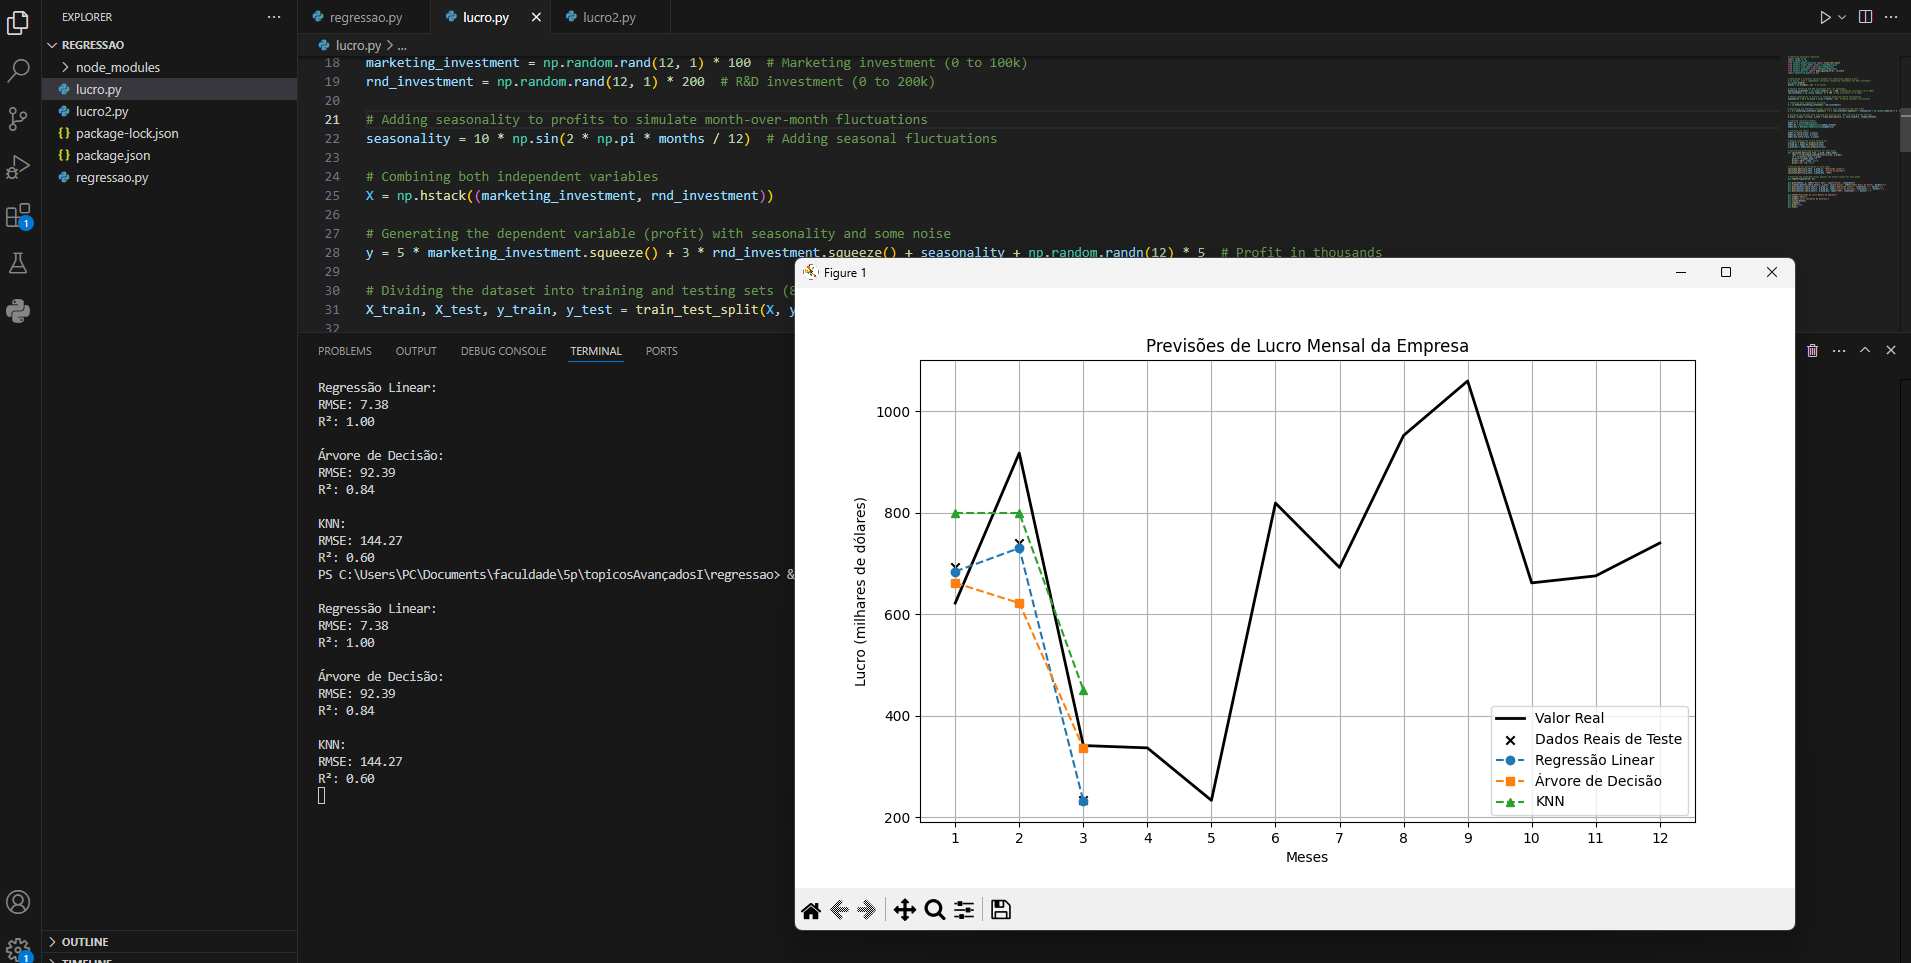 EXPLORER
REGRESSAO
node_modules
lucro.py
lucro2.py
package-lock.json
package.json
regressao.py
OUTLINE
regressao.py
lucro.py
lucro2.py
lucro.py > ...
18 marketing_investment = np.random.rand(12, 1) * 100  # Marketing investment (0 to 100k)
19 rnd_investment = np.random.rand(12, 1) * 200  # R&D investment (0 to 200k)
20
21 # Adding seasonality to profits to simulate month-over-month fluctuations
22 seasonality = 10 * np.sin(2 * np.pi * months / 12)  # Adding seasonal fluctuations
23
24 # Combining both independent variables
25 X = np.hstack((marketing_investment, rnd_investment))
26
27 # Generating the dependent variable (profit) with seasonality and some noise
28 y = 5 * marketing_investment.squeeze() + 3 * rnd_investment.squeeze() + seasonality + np.random.randn(12) * 5  # Profit in thousands
29
30 # Dividing the dataset into training and testing sets (8
31 X_train, X_test, y_train, y_test = train_test_split(X, y
32
PROBLEMS OUTPUT DEBUG CONSOLE TERMINAL PORTS
Regressão Linear:
RMSE: 7.38
R²: 1.00
Árvore de Decisão:
RMSE: 92.39
R²: 0.84
KNN:
RMSE: 144.27
R²: 0.60
PS C:\Users\PC\Documents\faculdade\5p\topicosAvançadosI\regressao> &
Regressão Linear:
RMSE: 7.38
R²: 1.00
Árvore de Decisão:
RMSE: 92.39
R²: 0.84
KNN:
RMSE: 144.27
R²: 0.60
Figure 1
Previsões de Lucro Mensal da Empresa
Lucro (milhares de dólares)
1000
800
600
400
200
1 2 3 4 5 6 7 8 9 10 11 12
Meses
Valor Real
Dados Reais de Teste
Regressão Linear
Árvore de Decisão
KNN
1
1